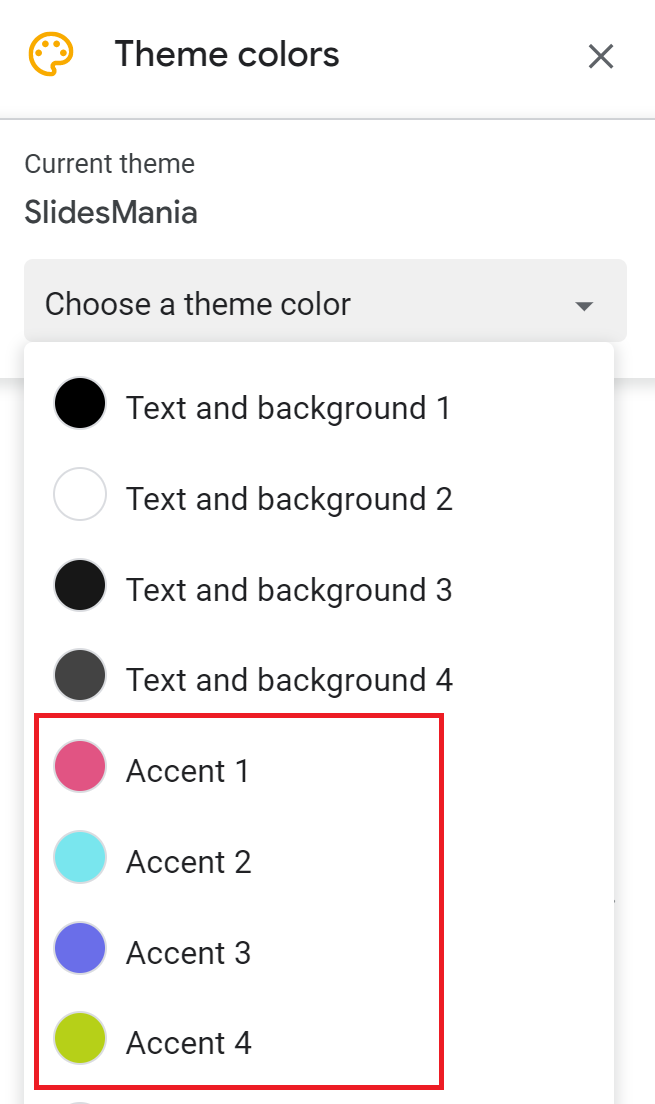 Theme colors
Current theme
SlidesMania
Choose a theme color
Text and background 1
Text and background 2
Text and background 3
Text and background 4
Accent 1
Accent 2
Accent 3
Accent 4